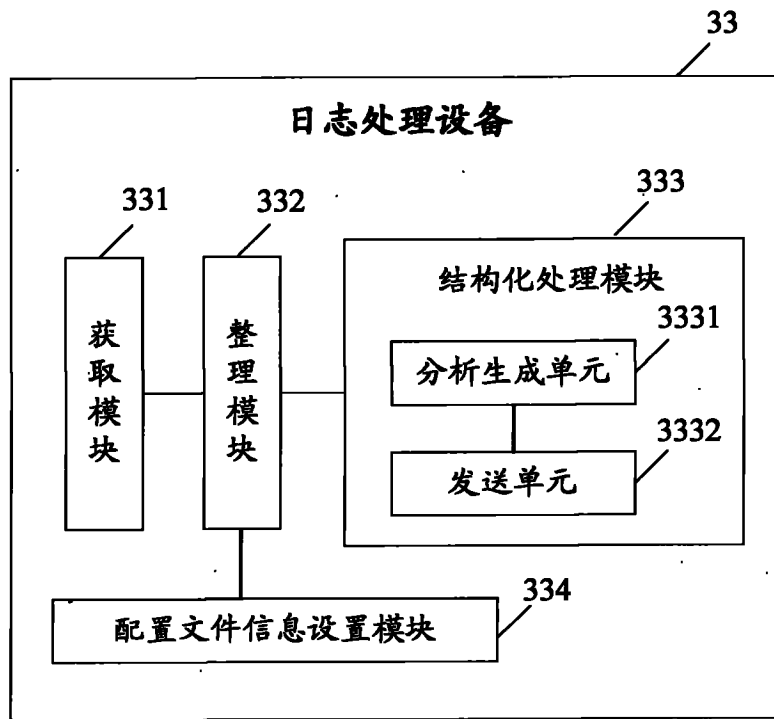 33
日志处理设备
331
332
333
获取模块
整理模块
结构化处理模块
3331
分析生成单元
3332
发送单元
334
配置文件信息设置模块